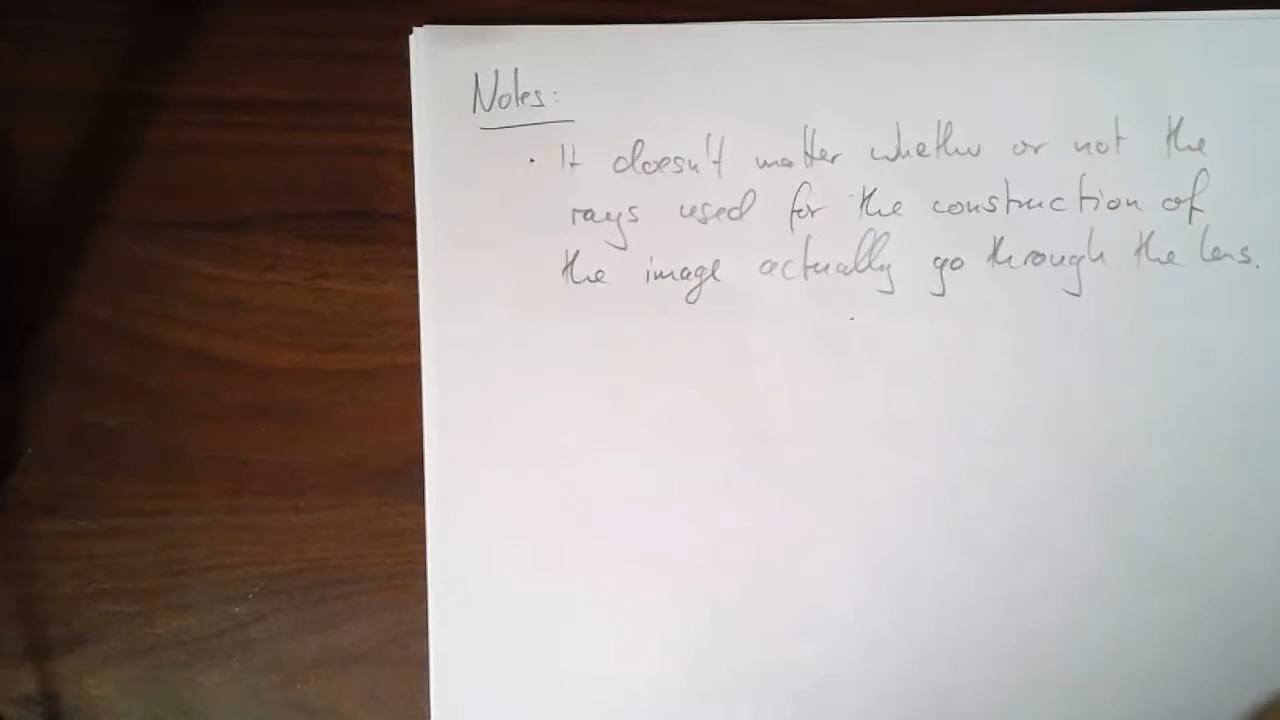 Notes:
· It doesn't matter whether or not the
rays used for the construction of
the image actually go through the lens.